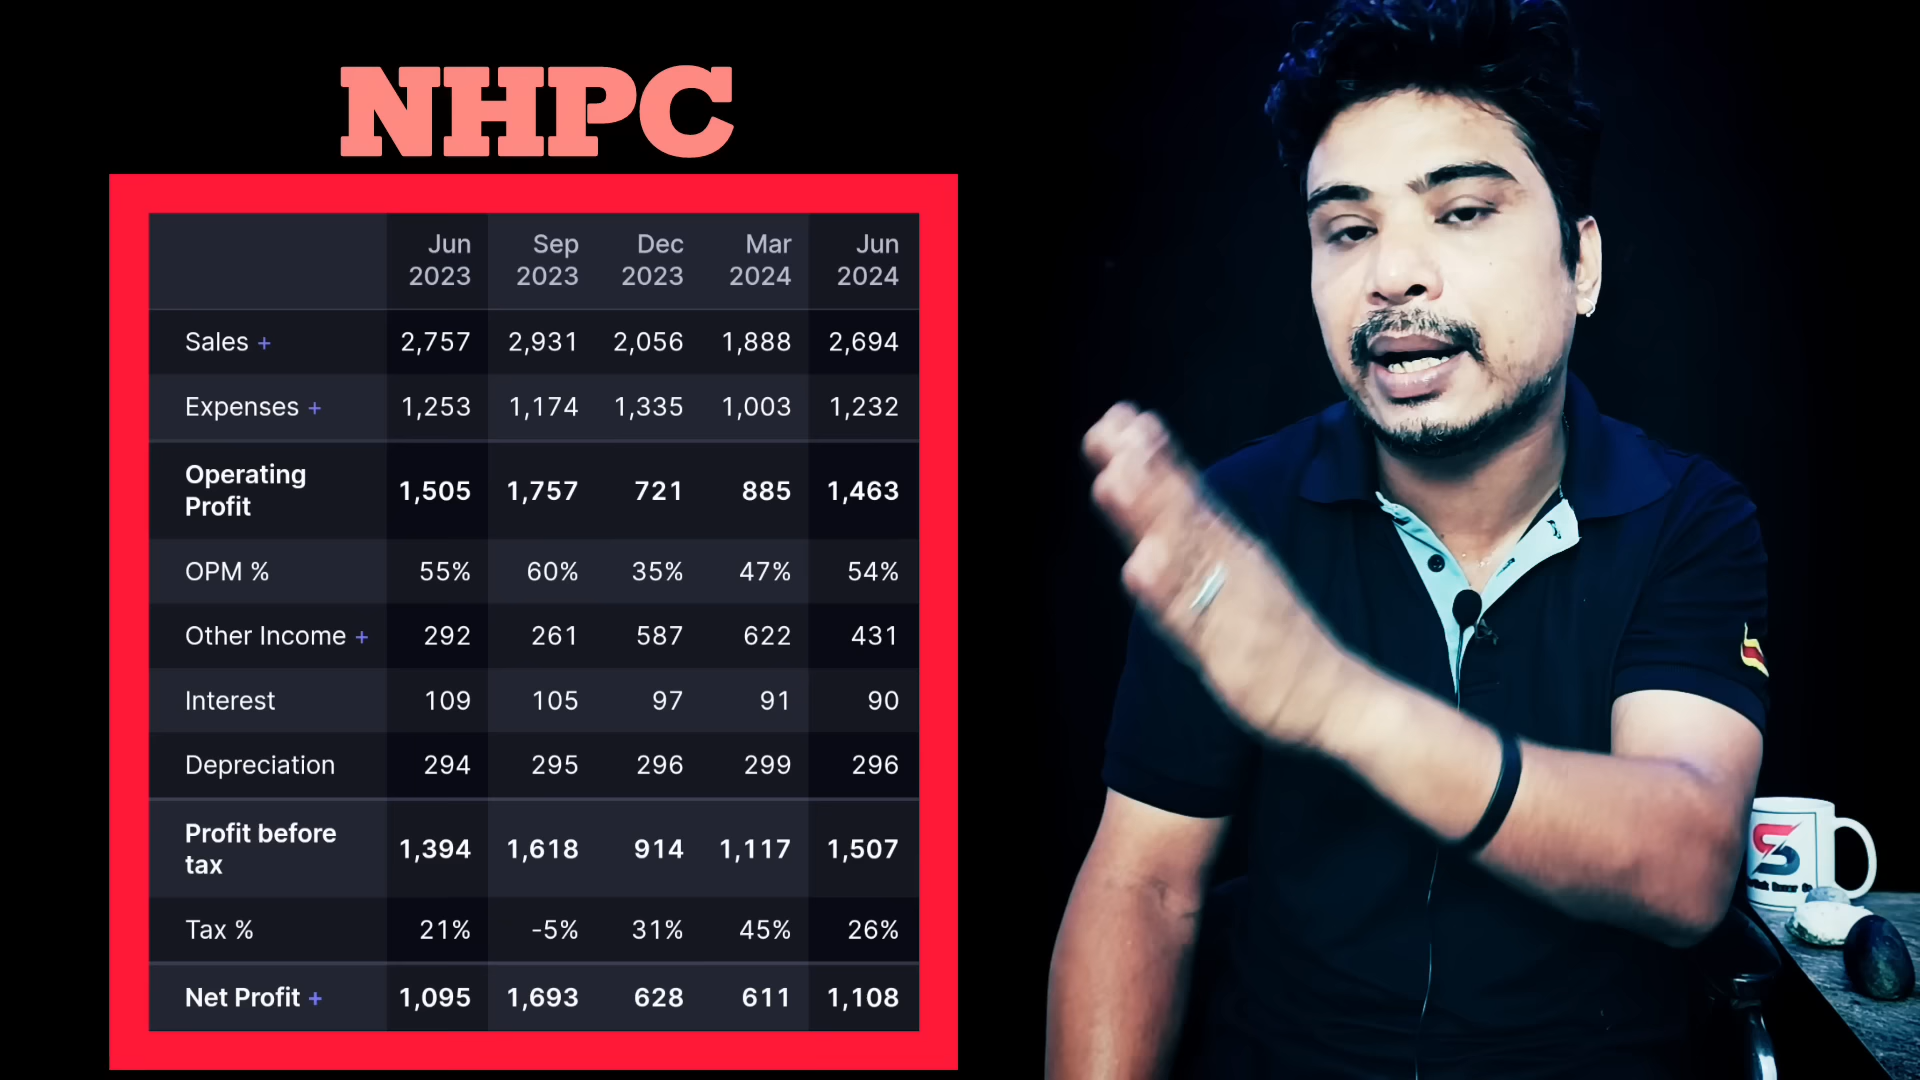 NHPC
Jun 2023 Sep 2023 Dec 2023 Mar 2024 Jun 2024
Sales + 2,757 2,931 2,056 1,888 2,694
Expenses + 1,253 1,174 1,335 1,003 1,232
Operating Profit 1,505 1,757 721 885 1,463
OPM % 55% 60% 35% 47% 54%
Other Income + 292 261 587 622 431
Interest 109 105 97 91 90
Depreciation 294 295 296 299 296
Profit before tax 1,394 1,618 914 1,117 1,507
Tax % 21% -5% 31% 45% 26%
Net Profit + 1,095 1,693 628 611 1,108